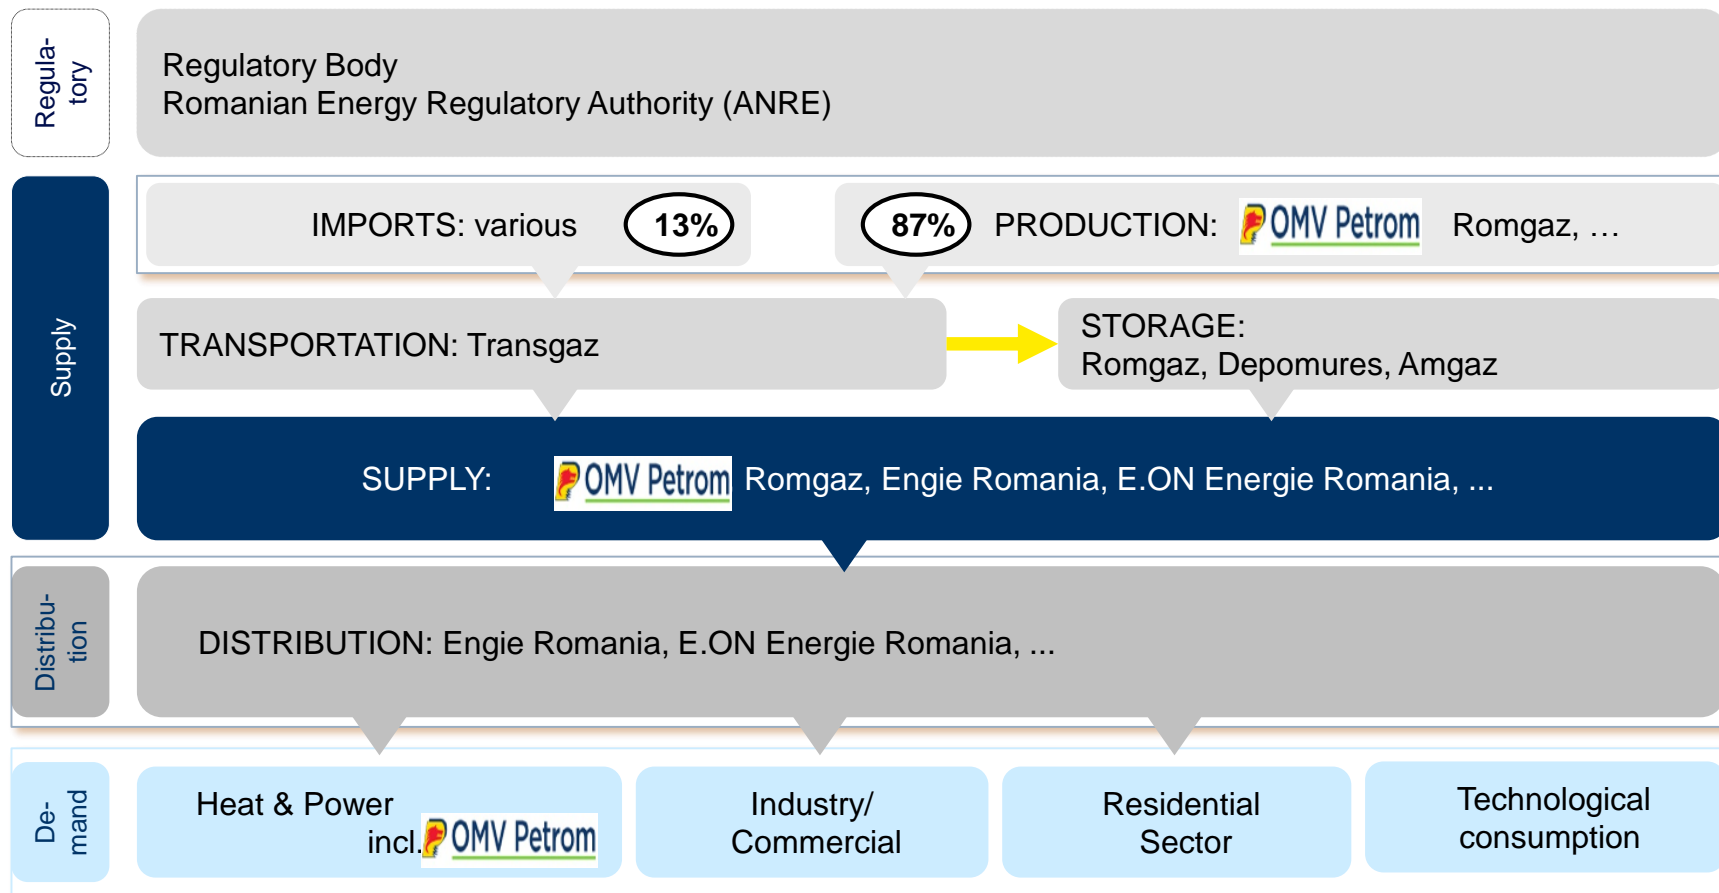 Regula-
tory
Regulatory Body
Romanian Energy Regulatory Authority (ANRE)
Supply
IMPORTS: various 13%
87% PRODUCTION: OMV Petrom Romgaz, …
TRANSPORTATION: Transgaz
STORAGE:
Romgaz, Depomures, Amgaz
SUPPLY: OMV Petrom Romgaz, Engie Romania, E.ON Energie Romania, ...
Distribu-
tion
DISTRIBUTION: Engie Romania, E.ON Energie Romania, ...
De-
mand
Heat & Power
incl. OMV Petrom
Industry/
Commercial
Residential
Sector
Technological
consumption